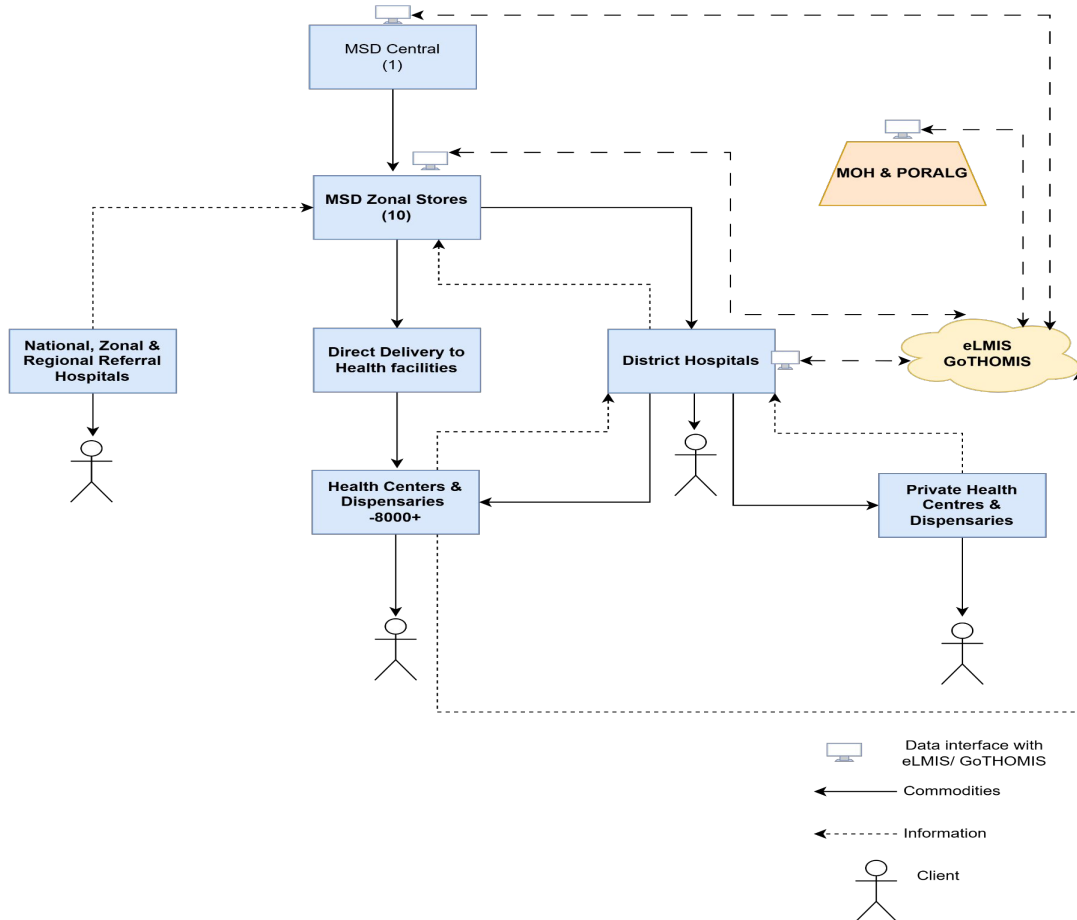 MSD Central
(1)
MOH & PORALG
MSD Zonal Stores
(10)
National, Zonal &
Regional Referral
Hospitals
Direct Delivery to
Health facilities
District Hospitals
eLMIS
GoTHOMIS
Health Centers &
Dispensaries
-8000+
Private Health
Centres &
Dispensaries
Data interface with
eLMIS/ GoTHOMIS
Commodities
Information
Client